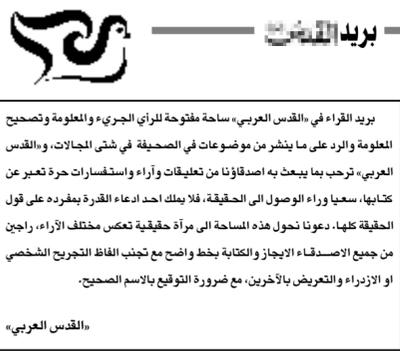 بريد القدس
بريد القراء في «القدس العربي» ساحة مفتوحة للرأي الجريء والمعلومة وتصحيح
المعلومة والرد على ما ينشر من موضوعات في الصحيفة في شتى المجالات، و«القدس
العربي» ترحب بما يبعث به اصدقاؤنا من تعليقات وآراء واستفسارات حرة تعبر عن
كتابها، سعيا وراء الوصول الى الحقيقة، فلا يملك احد ادعاء القدرة بمفرده على قول
الحقيقة كلها. دعونا نحول هذه المساحة الى مرآة حقيقية تعكس مختلف الآراء، راجين
من جميع الاصدقاء الايجاز والكتابة بخط واضح مع تجنب الفاظ التجريح الشخصي
او الازدراء والتعريض بالآخرين، مع ضرورة التوقيع بالاسم الصحيح.
«القدس العربي»